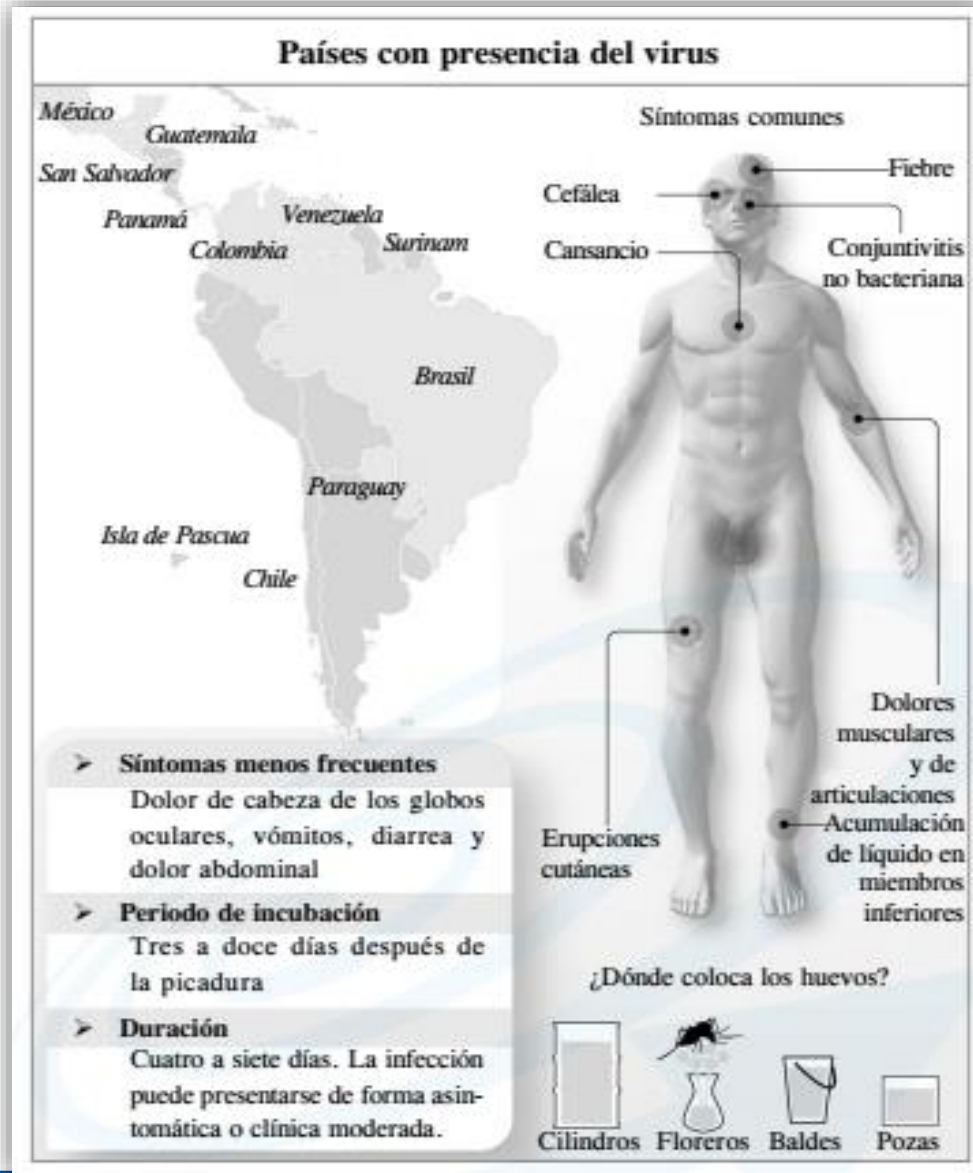 Países con presencia del virus
México
Guatemala
San Salvador
Panamá
Venezuela
Colombia
Surinam
Brasil
Paraguay
Isla de Pascua
Chile
Síntomas comunes
Fiebre
Cefálea
Cansancio
Conjuntivitis
no bacteriana
Dolores
musculares
y de
articulaciones
Acumulación
de líquido en
miembros
inferiores
Erupciones
cutáneas
➢ Síntomas menos frecuentes
Dolor de cabeza de los globos
oculares, vómitos, diarrea y
dolor abdominal
➢ Periodo de incubación
Tres a doce días después de
la picadura
➢ Duración
Cuatro a siete días. La infección
puede presentarse de forma asin-
tomática o clínica moderada.
¿Dónde coloca los huevos?
Cilindros Floreros Baldes Pozas